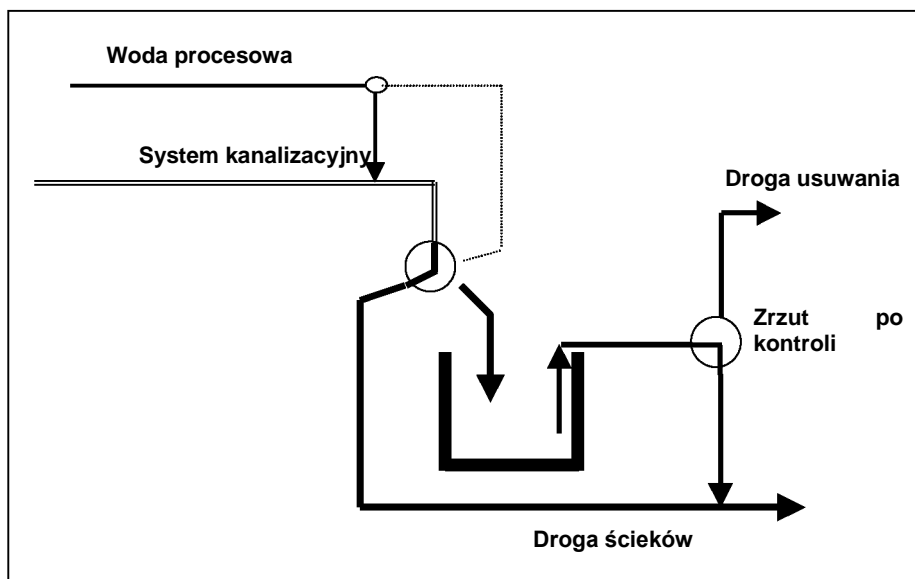 Woda procesowa
System kanalizacyjny
Droga usuwania
Zrzut po
kontroli
Droga ścieków